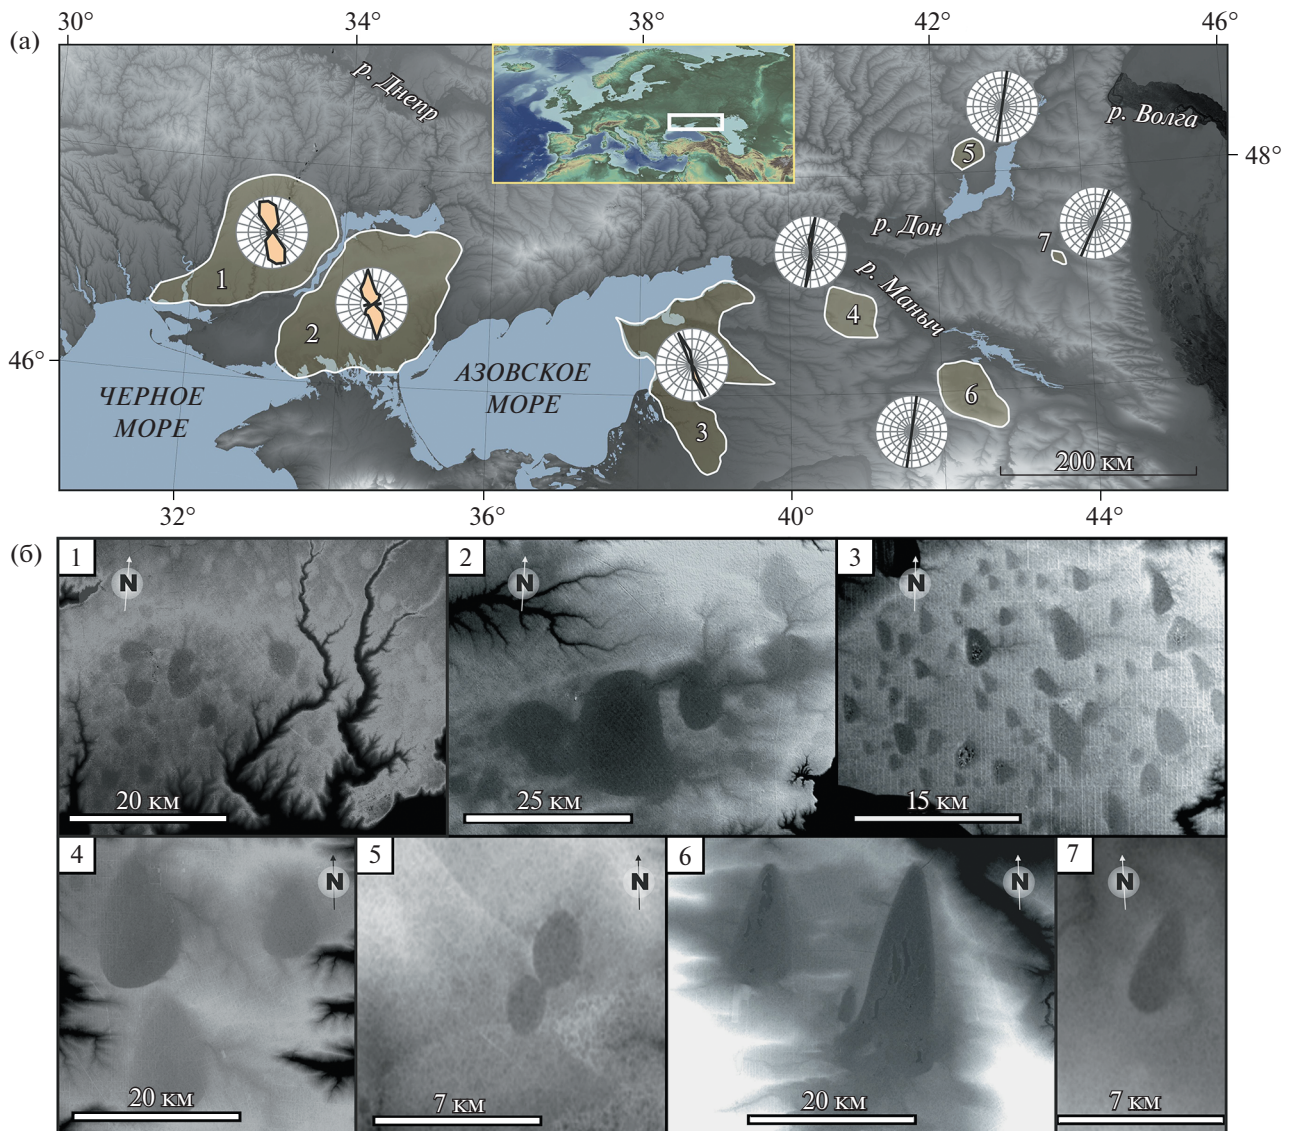 30° 34° 38° 42° 46°
(а)
р. Днепр
р. Волга
5
48°
р. Дон
7
1
р. Маныч
2
4
46°
АЗОВСКОЕ
МОРЕ
ЧЕРНОЕ
МОРЕ
6
3
200 км
32° 36° 40° 44°
(б)
1 N 2 N 3 N
20 км 25 км 15 км
4 N 5 N 6 N 7 N
20 км 7 км 20 км 7 км